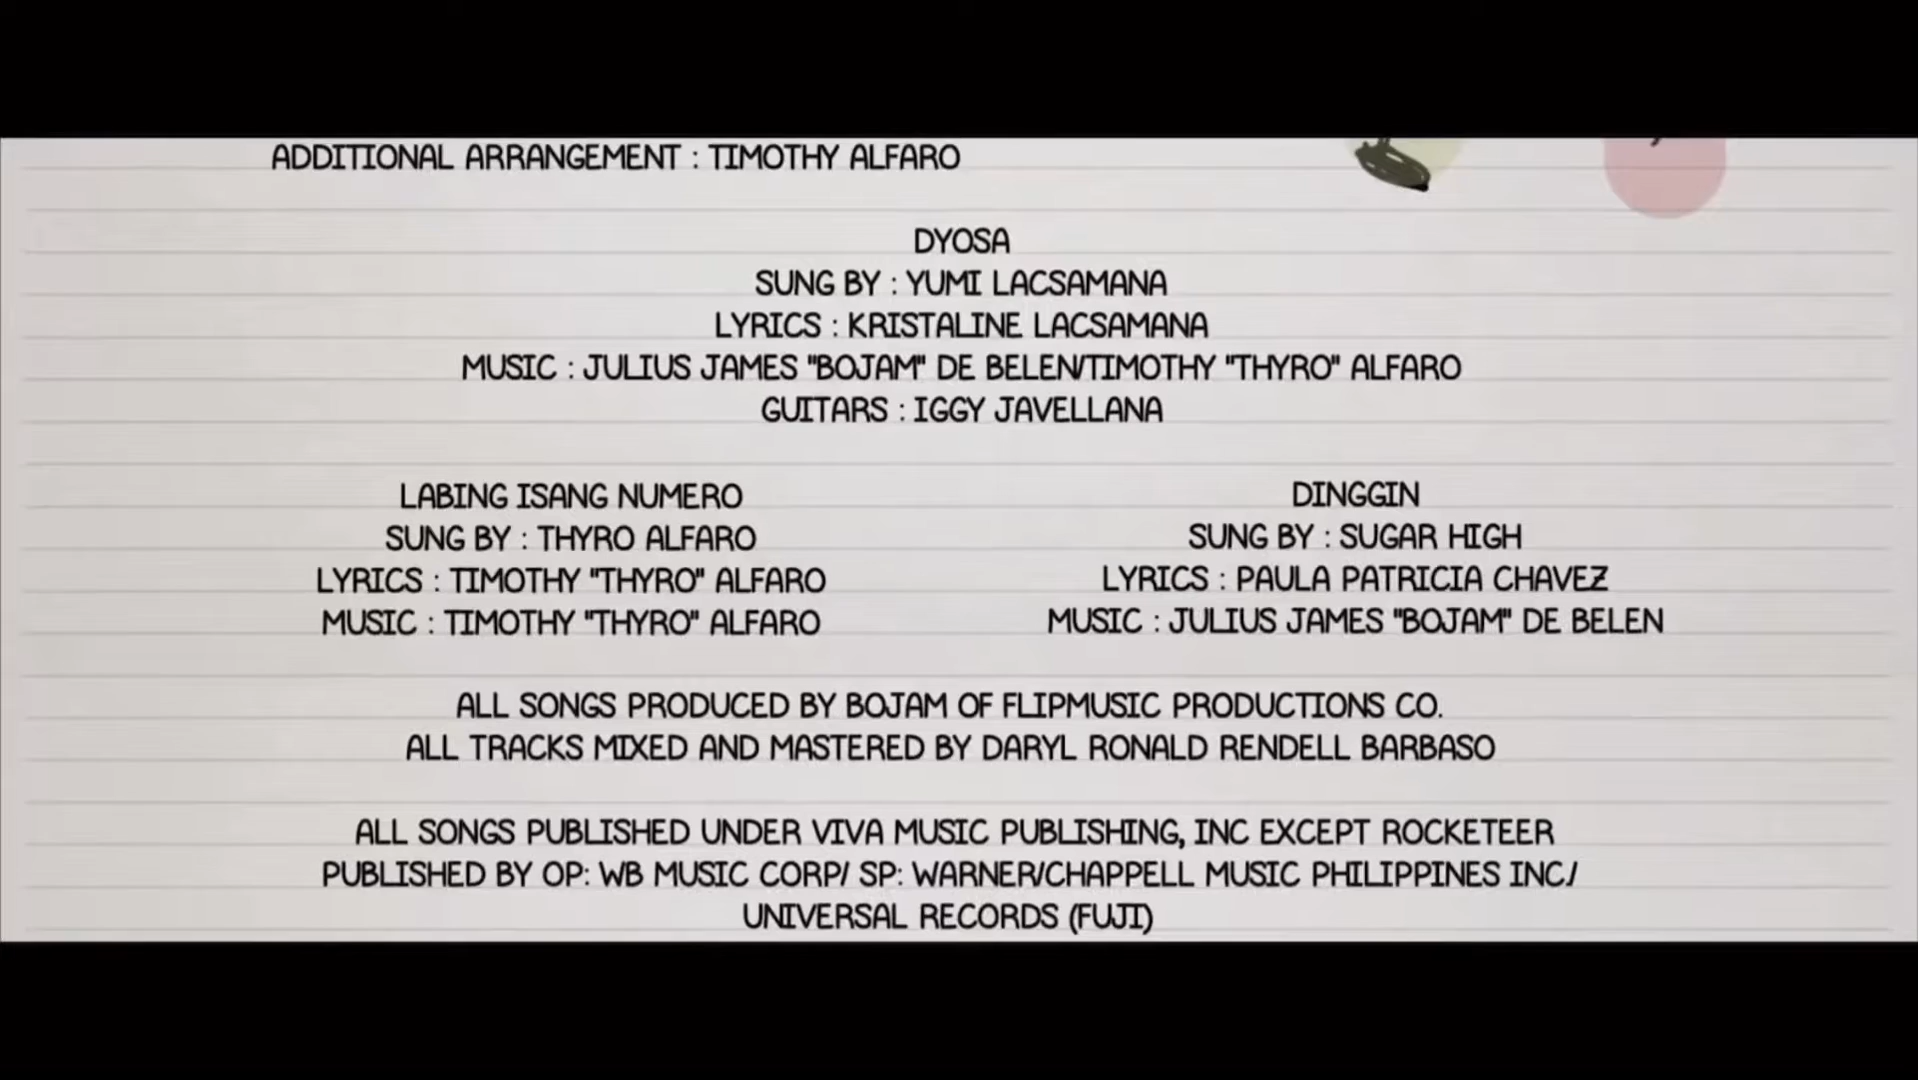 ADDITIONAL ARRANGEMENT : TIMOTHY ALFARO
DYOSA
SUNG BY : YUMI LACSAMANA
LYRICS : KRISTALINE LACSAMANA
MUSIC : JULIUS JAMES "BOJAM" DE BELEN/TIMOTHY "THYRO" ALFARO
GUITARS : IGGY JAVELLANA
LABING ISANG NUMERO
SUNG BY : THYRO ALFARO
LYRICS : TIMOTHY "THYRO" ALFARO
MUSIC : TIMOTHY "THYRO" ALFARO
DINGGIN
SUNG BY : SUGAR HIGH
LYRICS : PAULA PATRICIA CHAVEZ
MUSIC : JULIUS JAMES "BOJAM" DE BELEN
ALL SONGS PRODUCED BY BOJAM OF FLIPMUSIC PRODUCTIONS CO.
ALL TRACKS MIXED AND MASTERED BY DARYL RONALD RENDELL BARBASO
ALL SONGS PUBLISHED UNDER VIVA MUSIC PUBLISHING, INC EXCEPT ROCKETEER
PUBLISHED BY OP: WB MUSIC CORP/ SP: WARNER/CHAPPELL MUSIC PHILIPPINES INC./
UNIVERSAL RECORDS (FUJI)